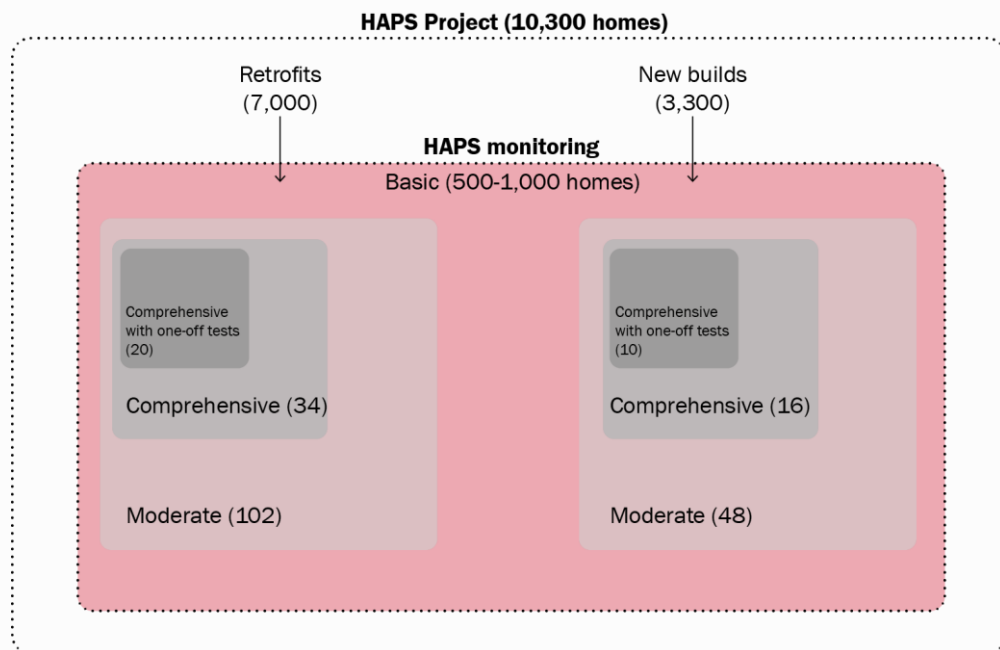 HAPS Project (10,300 homes)
Retrofits
(7,000)
New builds
(3,300)
HAPS monitoring
Basic (500-1,000 homes)
Comprehensive
with one-off tests
(20)
Comprehensive (34)
Moderate (102)
Comprehensive
with one-off tests
(10)
Comprehensive (16)
Moderate (48)